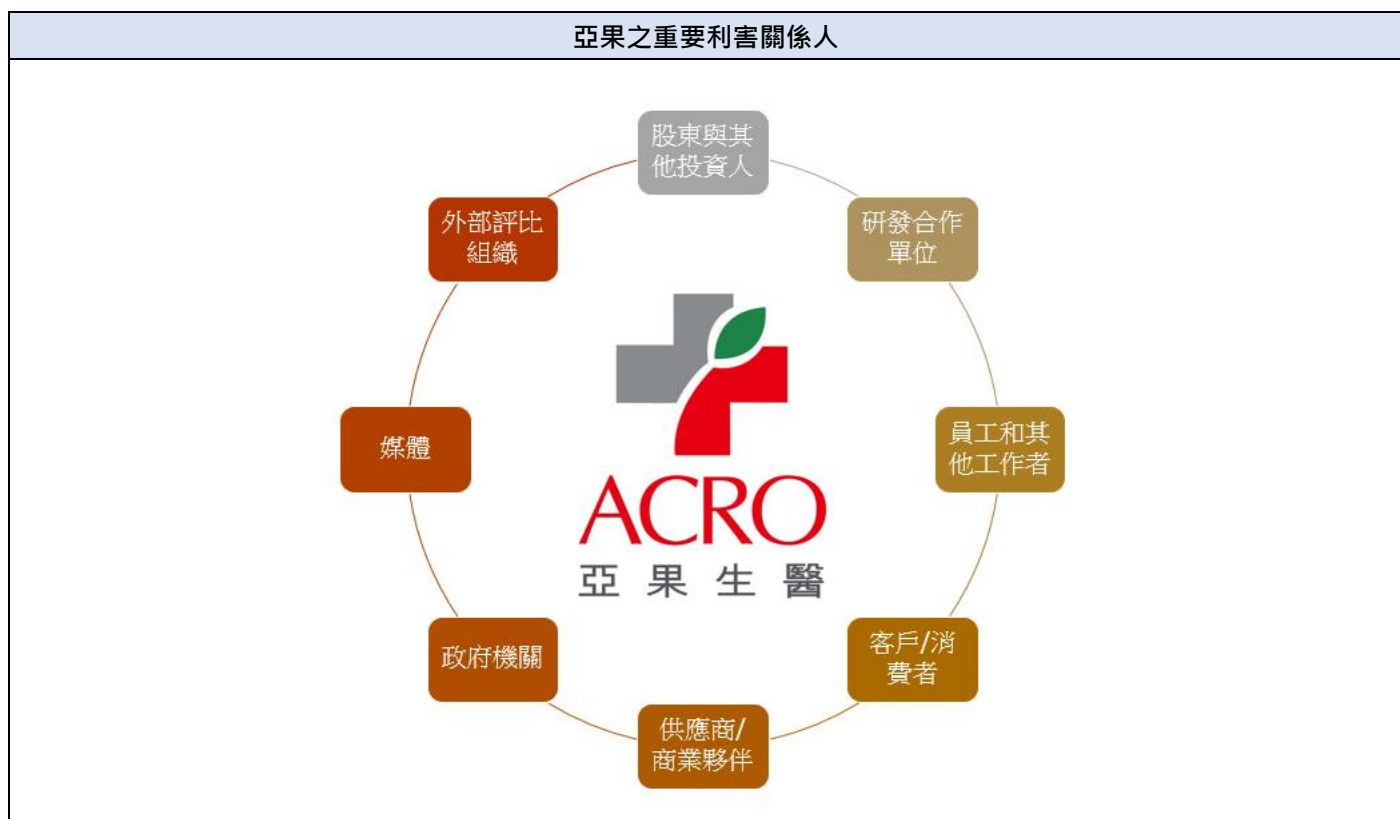 亞果之重要利害關係人
股東與其
他投資人
外部評比
組織
研發合作
單位
媒體
員工和其
他工作者
ACRO
亞果生醫
政府機關
客戶/消
費者
供應商/
商業夥伴